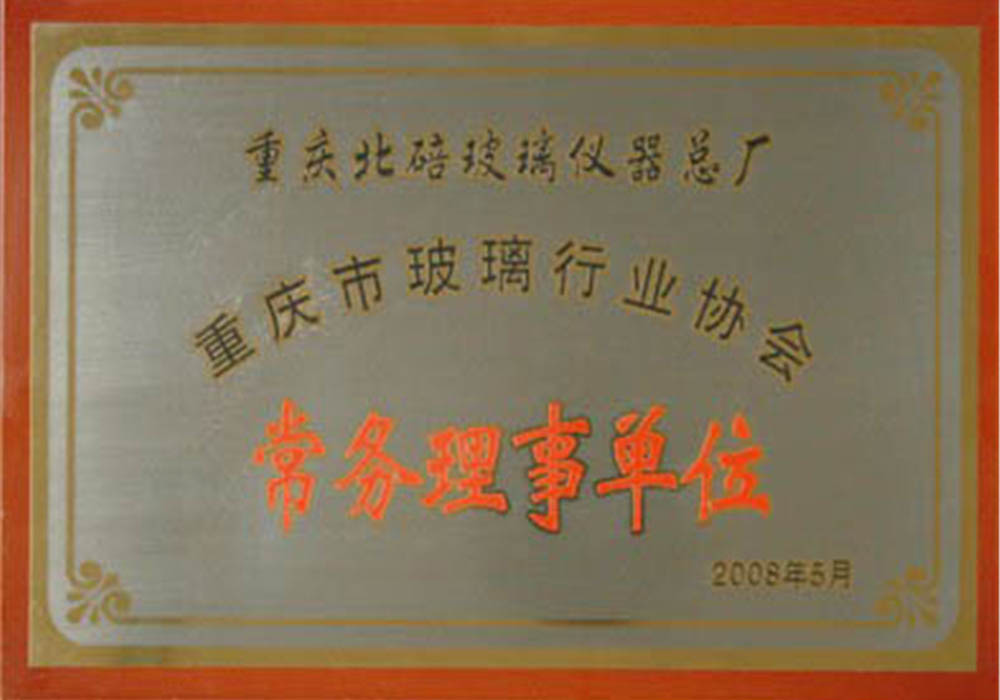 重庆北碚玻璃仪器总厂
重庆市玻璃行业协会
常务理事单位
2008年5月